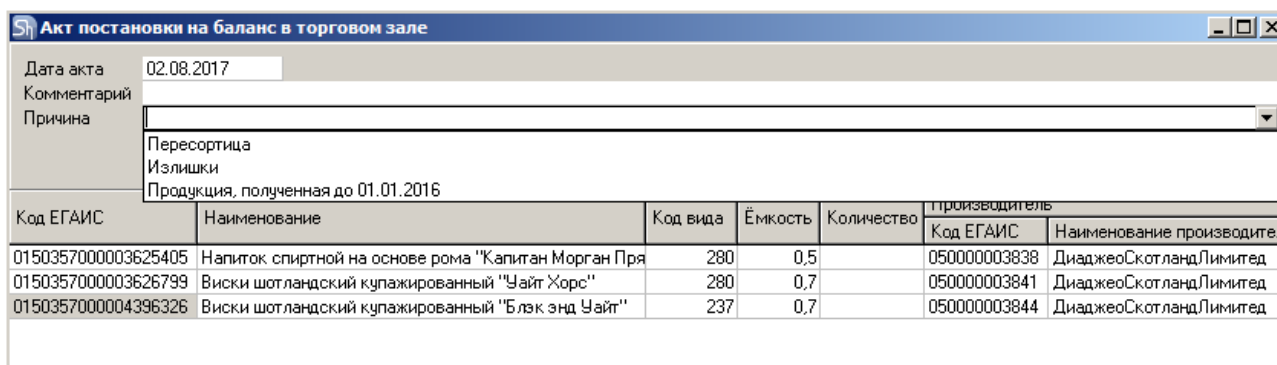 Sh Акт постановки на баланс в торговом зале
Дата акта 02.08.2017
Комментарий
Причина
Пересортица
Излишки
Продукция, полученная до 01.01.2016
Код ЕГАИС Наименование Код вида Ёмкость Количество Производитель
Код ЕГАИС Наименование производите
0150357000003625405 Напиток спиртной на основе рома "Капитан Морган Пря 280 0,5 050000003838 ДиаджеоСкотландЛимитед
0150357000003626799 Виски шотландский купажированный "Уайт Хорс" 280 0,7 050000003841 ДиаджеоСкотландЛимитед
0150357000004396326 Виски шотландский купажированный "Блэк энд Уайт" 237 0,7 050000003844 ДиаджеоСкотландЛимитед